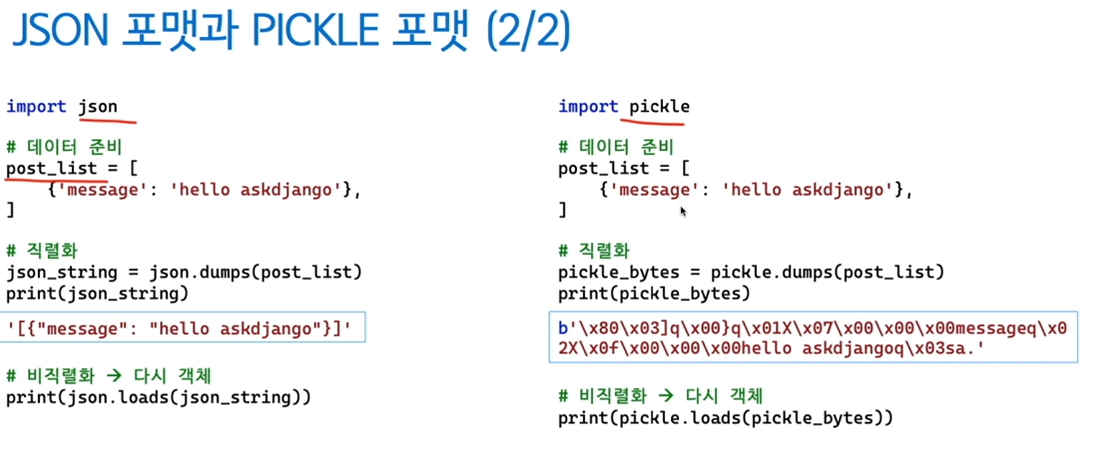 JSON 포맷과 PICKLE 포맷 (2/2)
import json
# 데이터 준비
post_list = [
    {'message': 'hello askdjango'},
]
# 직렬화
json_string = json.dumps(post_list)
print(json_string)
'[{"message": "hello askdjango"}]'
# 비직렬화 → 다시 객체
print(json.loads(json_string))
import pickle
# 데이터 준비
post_list = [
    {'message': 'hello askdjango'},
]
# 직렬화
pickle_bytes = pickle.dumps(post_list)
print(pickle_bytes)
b'\x80\x03]q\x00}q\x01X\x07\x00\x00\x00messageq\x0
2X\x0f\x00\x00\x00hello askdjangoq\x03sa.'
# 비직렬화 → 다시 객체
print(pickle.loads(pickle_bytes))